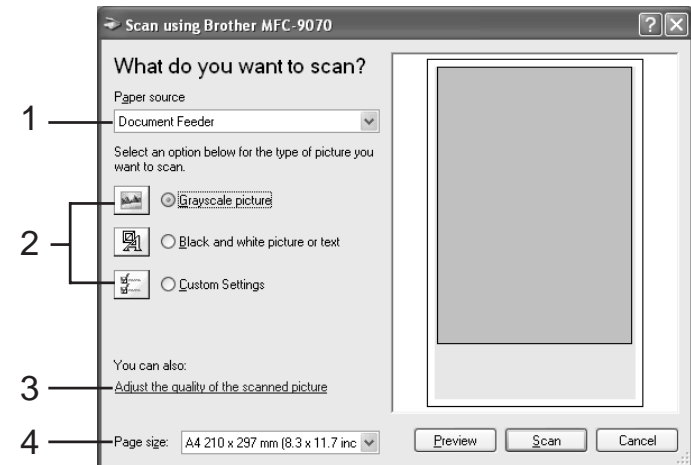 Scan using Brother MFC-9070
What do you want to scan?
Paper source
1
Document Feeder
Select an option below for the type of picture you
want to scan.
Grayscale picture
2
Black and white picture or text
Custom Settings
You can also:
3
Adjust the quality of the scanned picture
4
Page size: A4 210 x 297 mm (8.3 x 11.7 inc
Preview Scan Cancel